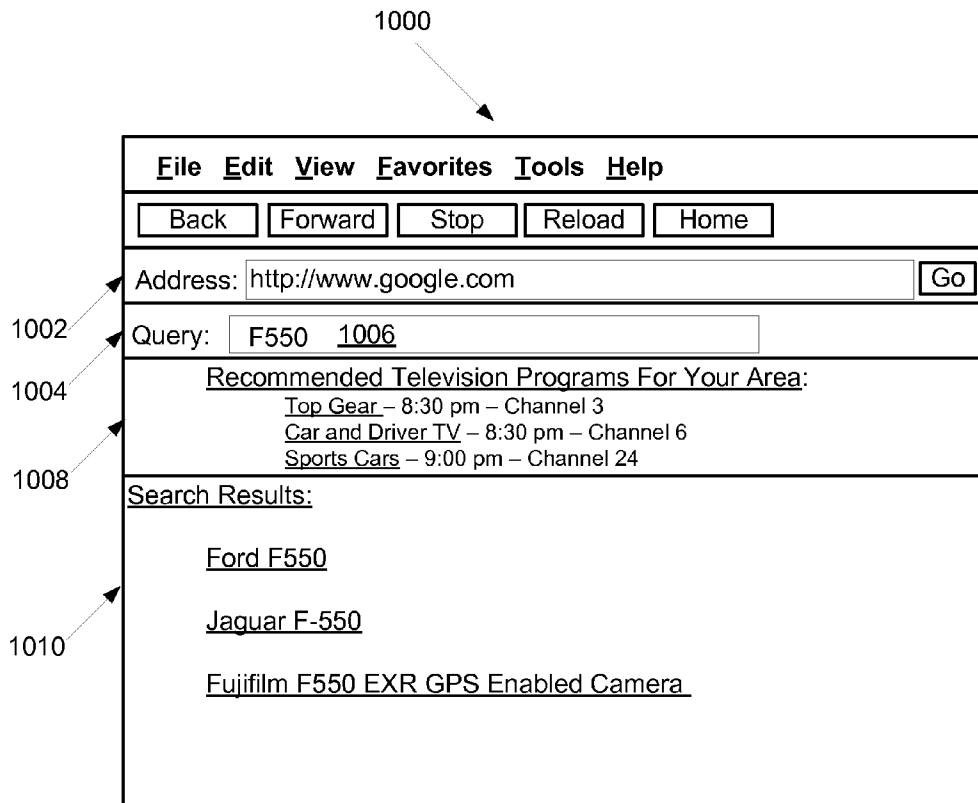 1000
File Edit View Favorites Tools Help
Back Forward Stop Reload Home
Address: http://www.google.com Go
1002
Query: F550 1006
1004
Recommended Television Programs For Your Area:
Top Gear – 8:30 pm – Channel 3
Car and Driver TV – 8:30 pm – Channel 6
Sports Cars – 9:00 pm – Channel 24
1008
Search Results:
Ford F550
Jaguar F-550
1010
Fujifilm F550 EXR GPS Enabled Camera